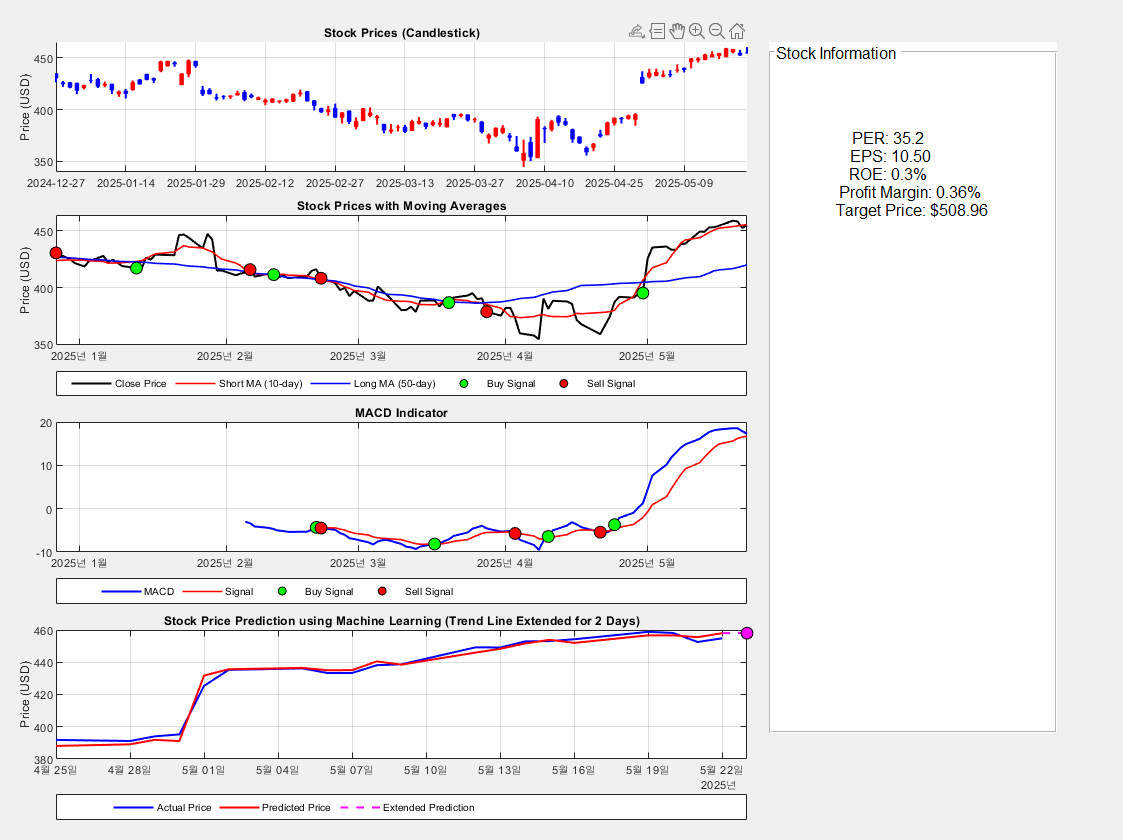 Stock Prices (Candlestick)
Price (USD)
450
400
350
2024-12-27 2025-01-14 2025-01-29 2025-02-12 2025-02-27 2025-03-13 2025-03-27 2025-04-10 2025-04-25 2025-05-09
Stock Prices with Moving Averages
Price (USD)
450
400
350
2025년 1월 2025년 2월 2025년 3월 2025년 4월 2025년 5월
Close Price Short MA (10-day) Long MA (50-day) Buy Signal Sell Signal
MACD Indicator
20
10
0
-10
2025년 1월 2025년 2월 2025년 3월 2025년 4월 2025년 5월
MACD Signal Buy Signal Sell Signal
Stock Price Prediction using Machine Learning (Trend Line Extended for 2 Days)
Price (USD)
460
440
420
400
380
4월 25일 4월 28일 5월 01일 5월 04일 5월 07일 5월 10일 5월 13일 5월 16일 5월 19일 5월 22일
2025년
Actual Price Predicted Price Extended Prediction
Stock Information
PER: 35.2
EPS: 10.50
ROE: 0.3%
Profit Margin: 0.36%
Target Price: $508.96